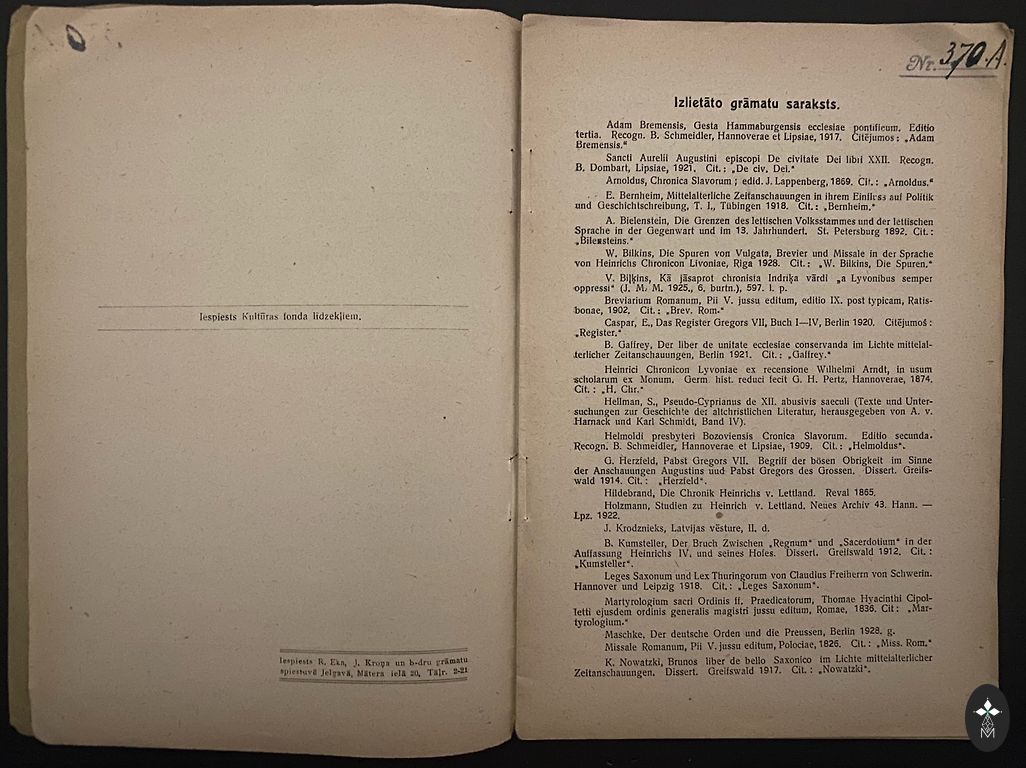 Iespiests Kultūras fonda līdzekļiem.
Iespiests R. Eka, J. Kroņa un b-dru grāmatu
spiestuvē Jelgavā, Mātera ielā 20, Tāļr. 2-21
Nr. 370.A.
Izlietāto grāmatu saraksts.
Adam Bremensis, Gesta Hammaburgensis ecclesiae pontificum. Editio
tertia. Recogn. B. Schmeidler, Hannoverae et Lipsiae, 1917. Citējumos: „Adam
Bremensis.“
Sancti Aurelii Augustini episcopi De civitate Dei libri XXII. Recogn.
B. Dombart, Lipsiae, 1921. Cit.: „De civ. Dei.“
Arnoldus, Chronica Slavorum; edid. J. Lappenberg, 1869. Cit.: „Arnoldus.“
E. Bernheim, Mittelalterliche Zeitanschauungen in ihrem Einfluss auf Politik
und Geschichtschreibung, T. I., Tübingen 1918. Cit.: „Bernheim.“
A. Bielenstein, Die Grenzen des lettischen Volksstammes und der lettischen
Sprache in der Gegenwart und im 13. Jahrhundert. St. Petersburg 1892. Cit.:
„Bilensteins.“
W. Bilkins, Die Spuren von Vulgata, Brevier und Missale in der Sprache
von Heinrichs Chronicon Livoniae, Riga 1928. Cit.: „W. Bilkins, Die Spuren.“
V. Biļķins, Kā jāsaprot chronista Indriķa vārdi „a Lyvonibus semper
oppressi“ (J. M. M. 1925., 6, burtn.), 597. l. p.
Breviarium Romanum, Pii V. jussu editum, editio IX. post typicam, Ratis-
bonae, 1902. Cit.: „Brev. Rom.“
Caspar, E., Das Register Gregors VII, Buch I—IV, Berlin 1920. Citējumos:
„Register.“
B. Gaffrey, Der liber de unitate ecclesiae conservanda im Lichte mittelal-
terlicher Zeitanschauungen, Berlin 1921. Cit.: „Gaffrey.“
Heinrici Chronicon Lyvoniae ex recensione Wilhelmi Arndt, in usum
scholarum ex Monum. Germ. hist. reduci fecit G. H. Pertz, Hannoverae, 1874.
Cit.: „H. Chr.“
Hellman, S., Pseudo-Cyprianus de XII. abusivis saeculi (Texte und Unter-
suchungen zur Geschichte der altchristlichen Literatur, herausgegeben von A. v.
Harnack und Karl Schmidt, Band IV).
Helmoldi presbyteri Bozoviensis Cronica Slavorum. Editio secunda.
Recogn. B. Schmeidler, Hannoverae et Lipsiae, 1909. Cit.: „Helmoldus“.
G. Herzfeld, Pabst Gregors VII. Begriff der bösen Obrigkeit im Sinne
der Anschauungen Augustins und Pabst Gregors des Grossen. Dissert. Greifs-
wald 1914. Cit.: „Herzfeld“.
Hildebrand, Die Chronik Heinrichs v. Lettland. Reval 1865.
Holzmann, Studien zu Heinrich v. Lettland. Neues Archiv 43. Hann. —
Lpz. 1922.
J. Krodznieks, Latvijas vēsture, II. d.
B. Kumsteller, Der Bruch Zwischen „Regnum“ und „Sacerdotium“ in der
Auffassung Heinrichs IV. und seines Hofes. Dissert. Greifswald 1912. Cit.:
„Kumsteller“.
Leges Saxonum und Lex Thuringorum von Claudius Freiherrn von Schwerin.
Hannover und Leipzig 1918. Cit.: „Leges Saxonum“.
Martyrologium sacri Ordinis ff. Praedicatorum, Thomae Hyacinthi Cipol-
letti ejusdem ordinis generalis magistri jussu editum, Romae, 1836. Cit: „Mar-
tyrologium.“
Maschke, Der deutsche Orden und die Preussen, Berlin 1928. g.
Missale Romanum, Pii V. jussu editum, Polociae, 1826. Cit.: „Miss. Rom.“
K. Nowatzki, Brunos liber de bello Saxonico im Lichte mittelalterlicher
Zeitanschauungen. Dissert. Greifswald 1917. Cit.: „Nowatzki“.
M